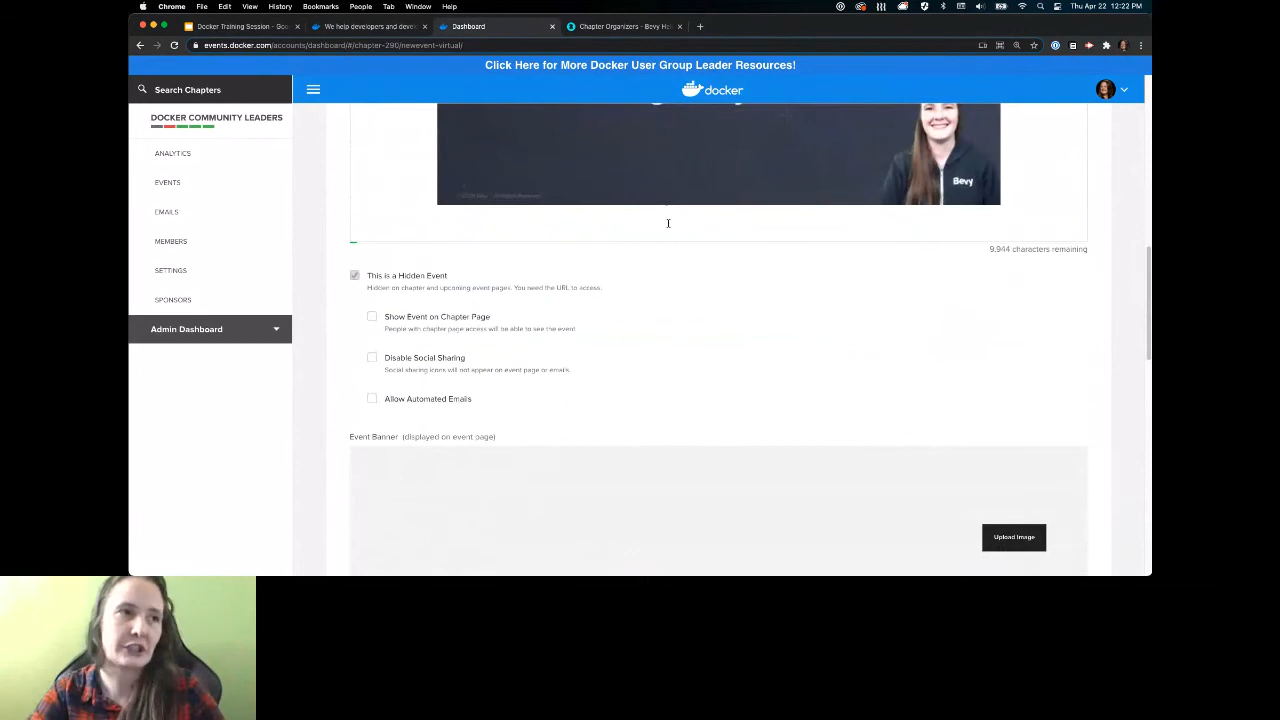 Chrome File Edit View History Bookmarks People Tab Window Help Thu Apr 22 12:22 PM
Docker Training Session - Goo We help developers and devel Dashboard Chapter Organizers - Bevy Hel
events.docker.com/accounts/dashboard/#/chapter-290/newevent-virtual/
Click Here for More Docker User Group Leader Resources!
Search Chapters
docker
DOCKER COMMUNITY LEADERS
ANALYTICS
EVENTS
EMAILS
MEMBERS
SETTINGS
SPONSORS
Admin Dashboard
Bevy
9,944 characters remaining
This is a Hidden Event
Hidden on chapter and upcoming event pages. You need the URL to access.
Show Event on Chapter Page
People with chapter page access will be able to see the event
Disable Social Sharing
Social sharing icons will not appear on event page or emails.
Allow Automated Emails
Event Banner (displayed on event page)
Upload Image